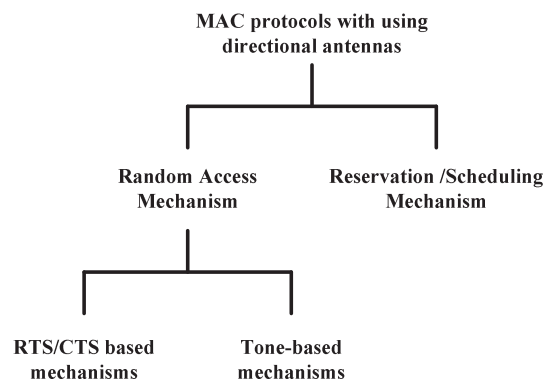 MAC protocols with using
directional antennas
Random Access
Mechanism
Reservation /Scheduling
Mechanism
RTS/CTS based
mechanisms
Tone-based
mechanisms